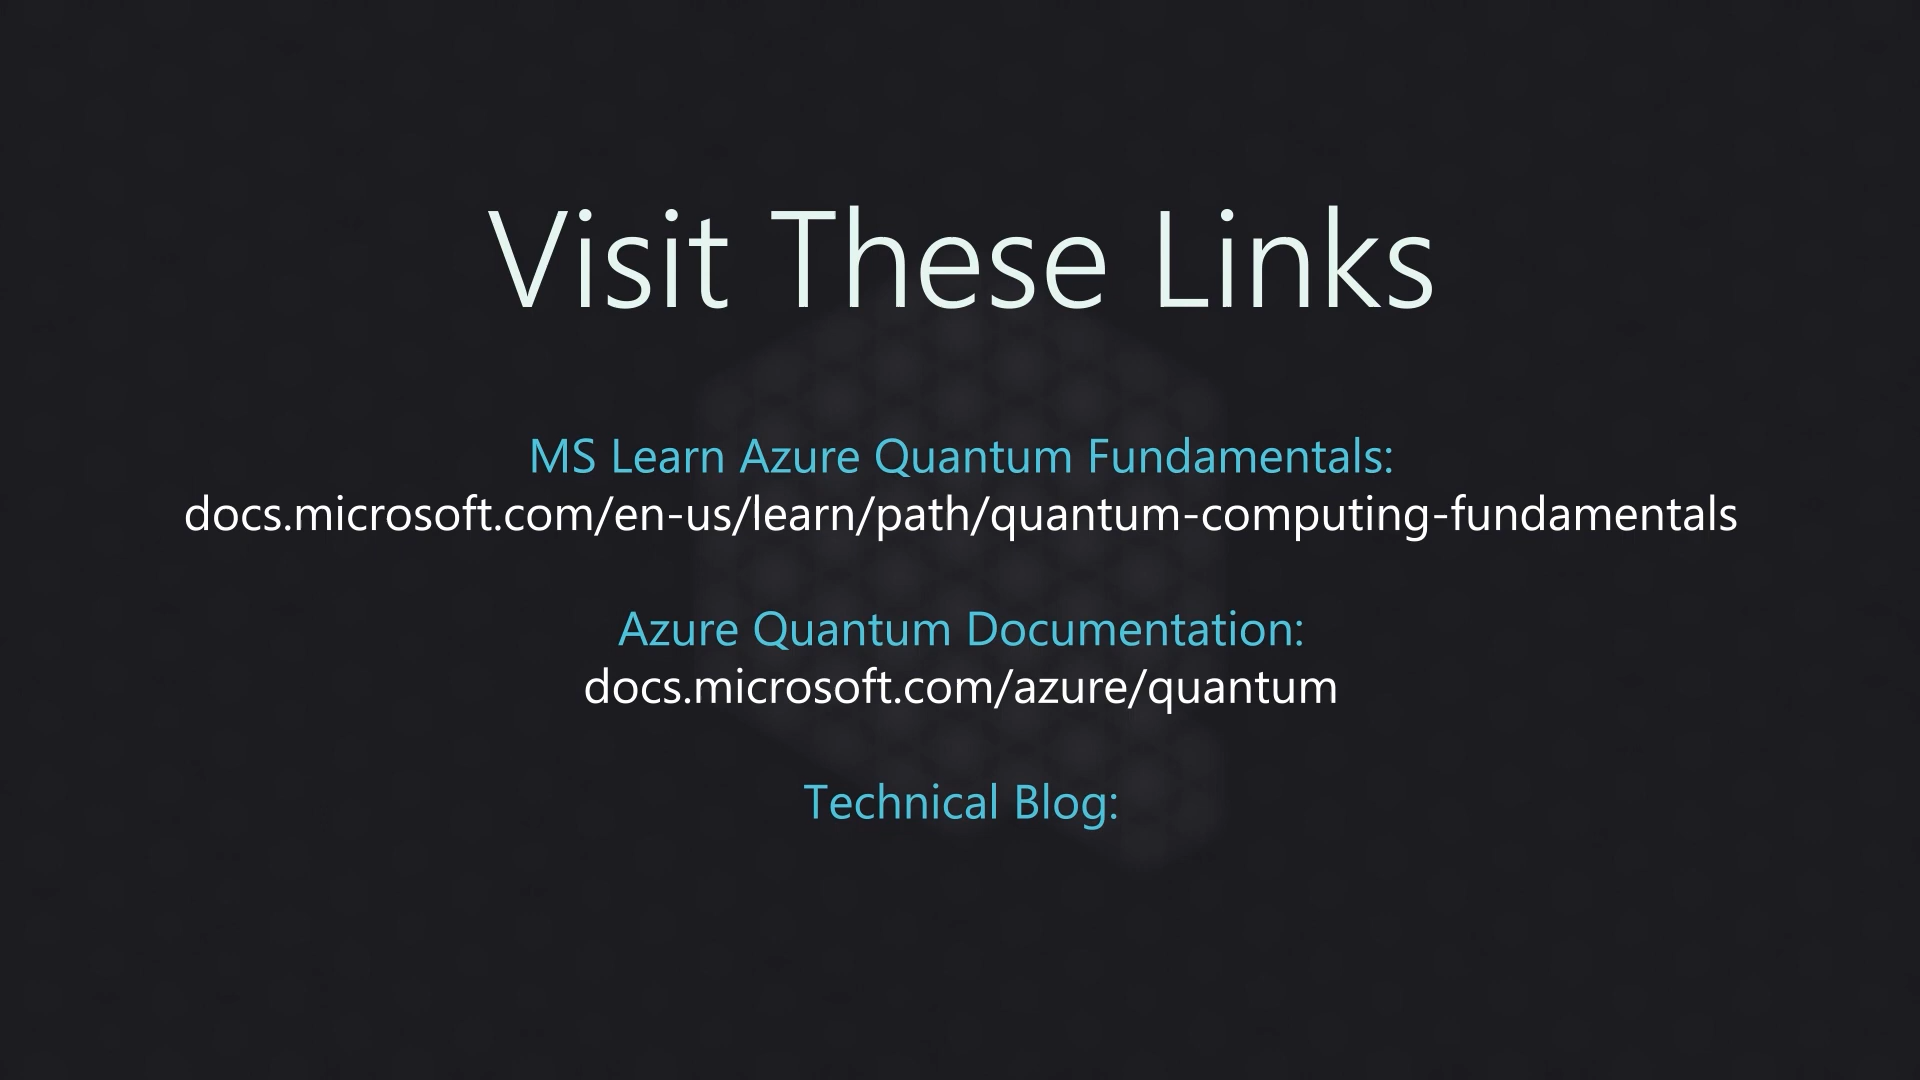 Visit These Links
MS Learn Azure Quantum Fundamentals:
docs.microsoft.com/en-us/learn/path/quantum-computing-fundamentals
Azure Quantum Documentation:
docs.microsoft.com/azure/quantum
Technical Blog: